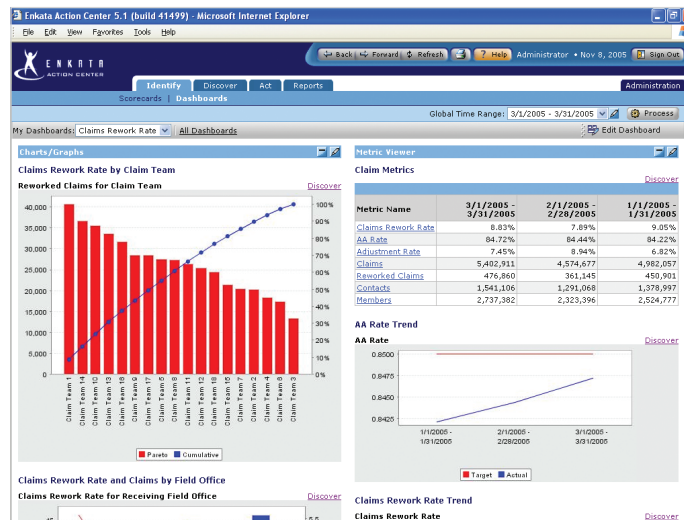 Enkata Action Center 5.1 (build 41499) - Microsoft Internet Explorer
File Edit View Favorites Tools Help
Back Forward Refresh ? Help Administrator • Nov 8, 2005 Sign Out
ENKATA
ACTION CENTER
Identify Discover Act Reports Administration
Scorecards | Dashboards
Global Time Range: 3/1/2005 - 3/31/2005 Process
My Dashboards: Claims Rework Rate All Dashboards Edit Dashboard
Charts/Graphs
Claims Rework Rate by Claim Team
Reworked Claims for Claim Team Discover
40,000
35,000
30,000
25,000
20,000
15,000
10,000
5,000
0
100%
90%
80%
70%
60%
50%
40%
30%
20%
10%
0%
Claim Team 1
Claim Team 14
Claim Team 10
Claim Team 13
Claim Team 18
Claim Team 9
Claim Team 17
Claim Team 5
Claim Team 8
Claim Team 11
Claim Team 12
Claim Team 16
Claim Team 15
Claim Team 7
Claim Team 2
Claim Team 4
Claim Team 6
Claim Team 3
Pareto Cumulative
Claims Rework Rate and Claims by Field Office
Claims Rework Rate for Receiving Field Office Discover
45
5.5
Metric Viewer
Claim Metrics
Discover
Metric Name 3/1/2005 - 3/31/2005 2/1/2005 - 2/28/2005 1/1/2005 - 1/31/2005
Claims Rework Rate 8.83% 7.89% 9.05%
AA Rate 84.72% 84.44% 84.22%
Adjustment Rate 7.45% 8.94% 6.82%
Claims 5,402,911 4,574,677 4,982,057
Reworked Claims 476,860 361,145 450,901
Contacts 1,541,106 1,291,068 1,378,997
Members 2,737,382 2,323,396 2,524,777
AA Rate Trend
AA Rate Discover
0.8500
0.8475
0.8450
0.8425
1/1/2005 - 2/1/2005 - 3/1/2005 -
1/31/2005 2/28/2005 3/31/2005
Target Actual
Claims Rework Rate Trend
Claims Rework Rate Discover